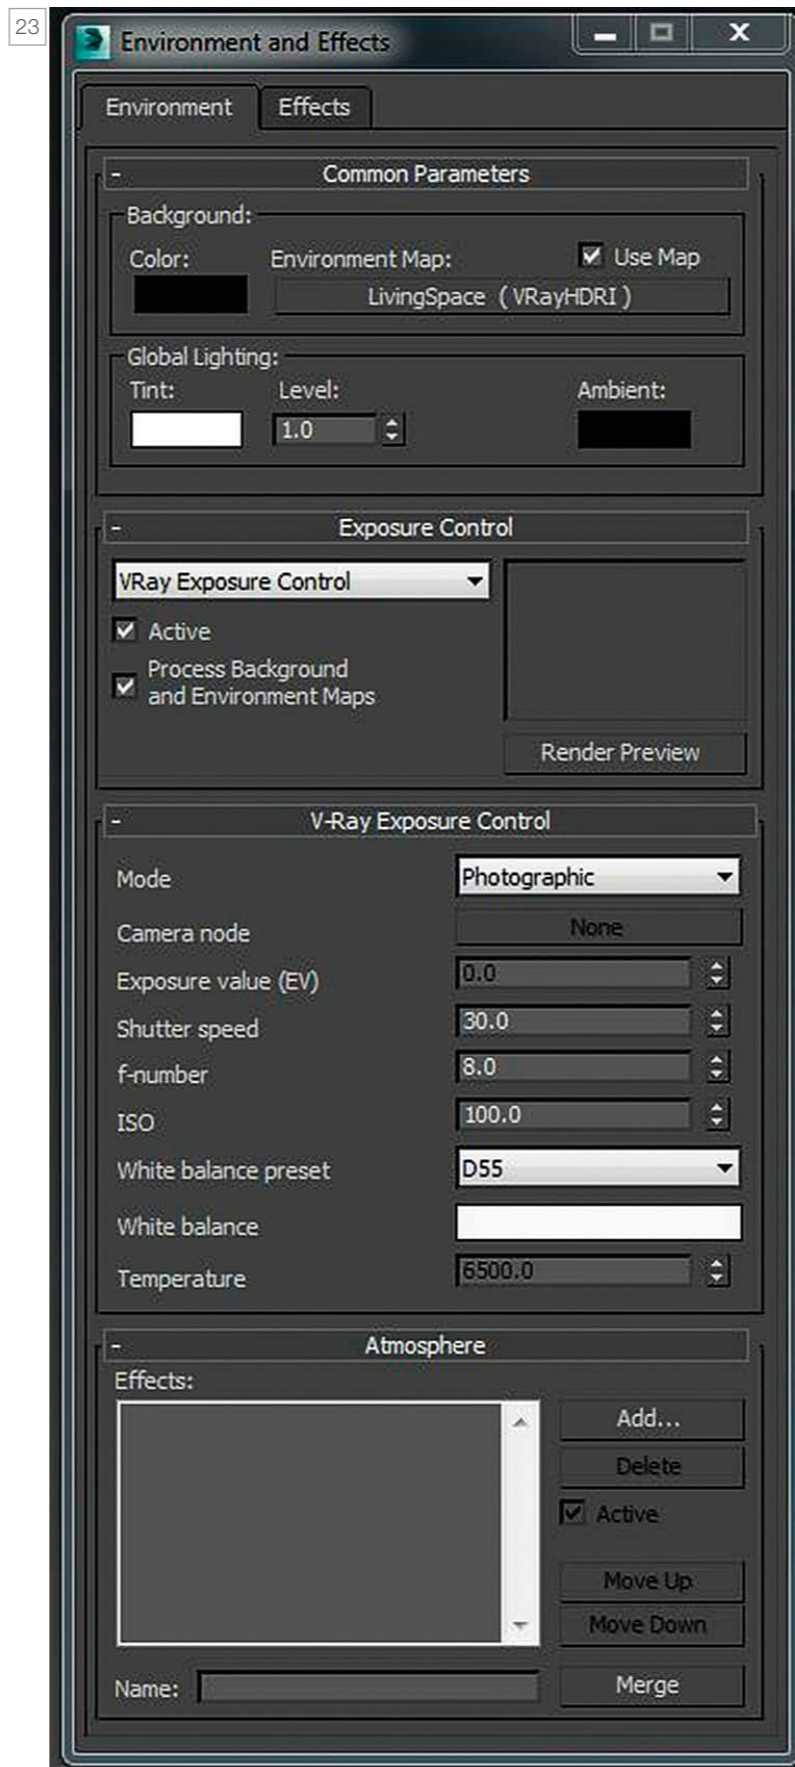 23
Environment and Effects
Environment Effects
- Common Parameters
Background:
Color: Environment Map: Use Map
LivingSpace ( VRayHDRI )
Global Lighting:
Tint: Level: Ambient:
1.0
- Exposure Control
VRay Exposure Control
Active
Process Background
and Environment Maps
Render Preview
- V-Ray Exposure Control
Mode Photographic
Camera node None
Exposure value (EV) 0.0
Shutter speed 30.0
f-number 8.0
ISO 100.0
White balance preset D55
White balance
Temperature 6500.0
- Atmosphere
Effects:
Add...
Delete
Active
Move Up
Move Down
Name: Merge